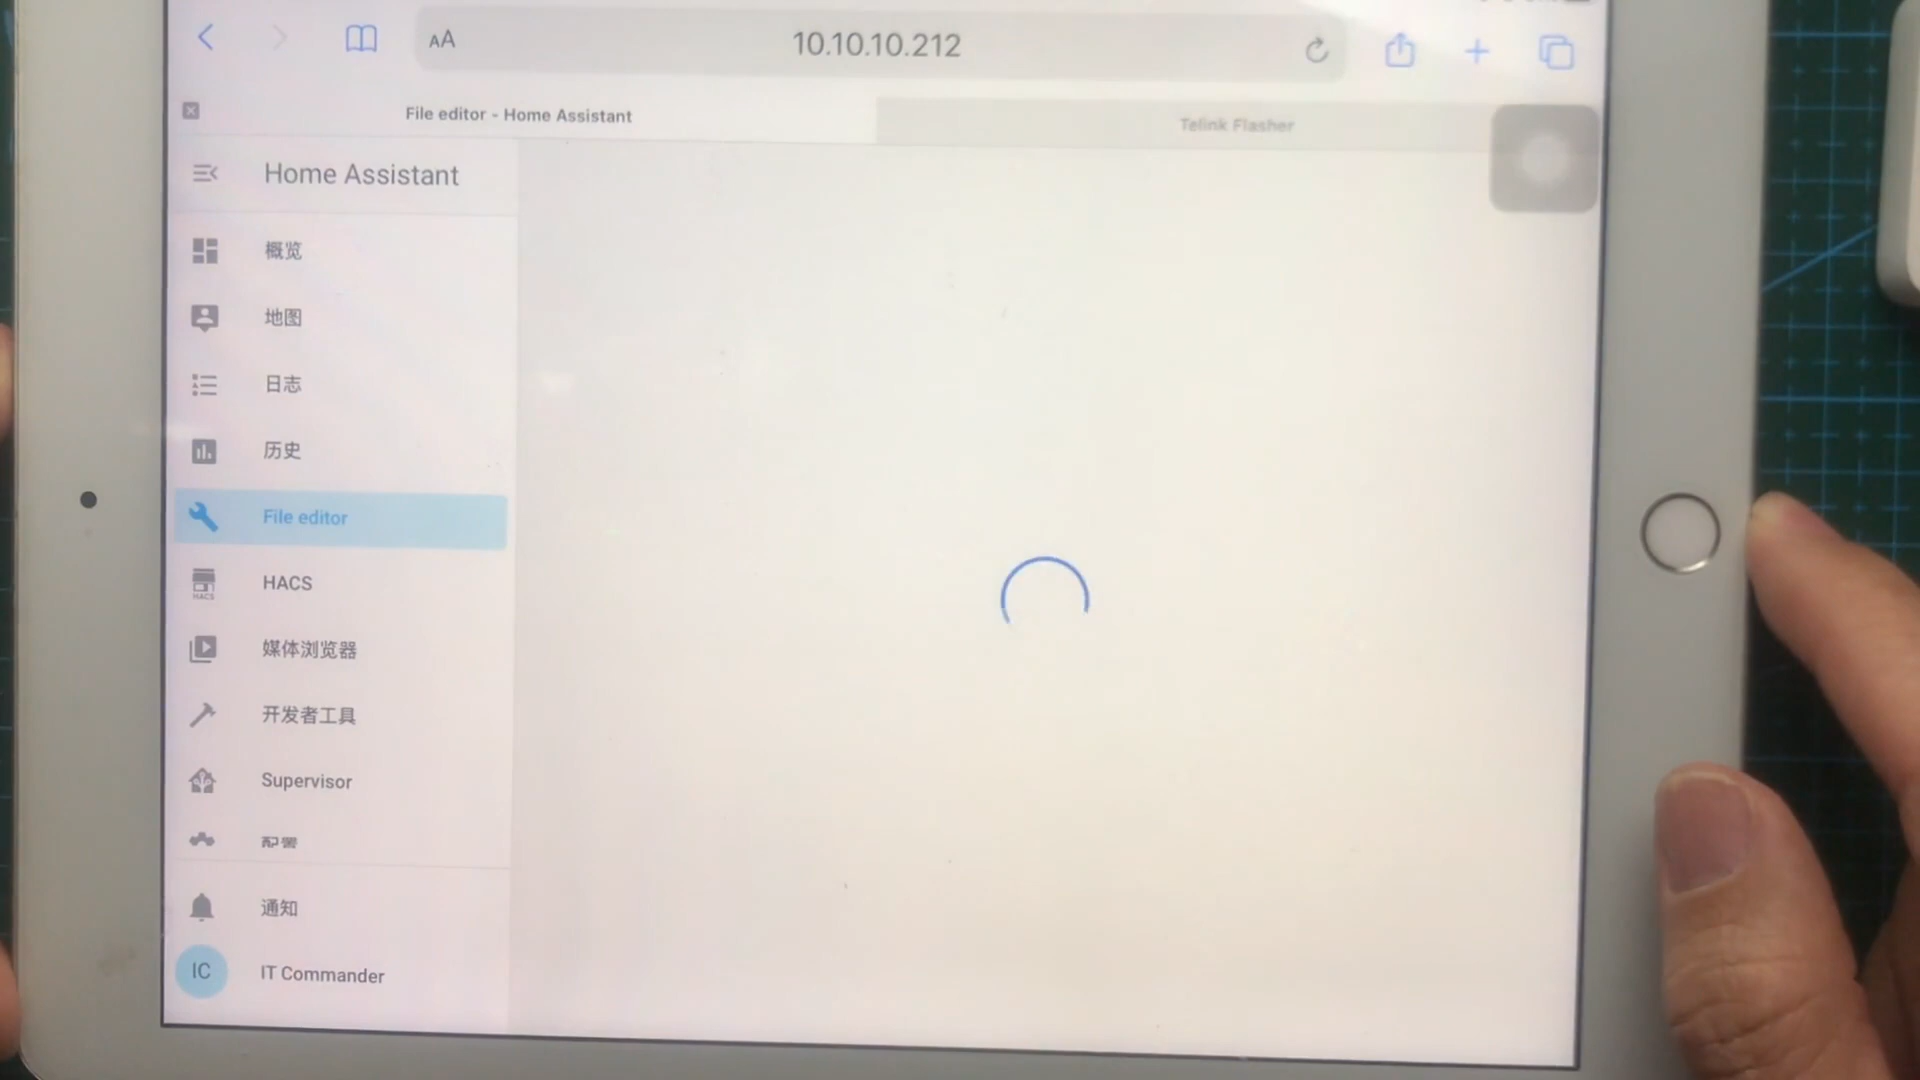 AA
10.10.10.212
File editor - Home Assistant
Telink Flasher
Home Assistant
概览
地图
日志
历史
File editor
HACS
HACS
媒体浏览器
开发者工具
Supervisor
配置
通知
IC
IT Commander